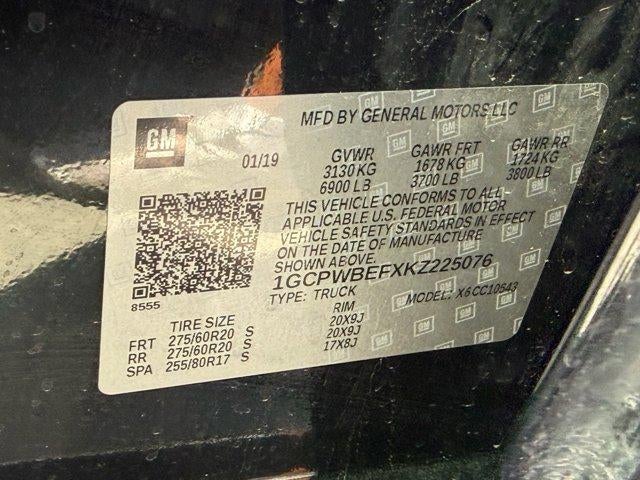 MFD BY GENERAL MOTORS LLC
GM
01/19
GVWR GAWR FRT GAWR RR
3130 KG 1678 KG 1724 KG
6900 LB 3700 LB 3800 LB
THIS VEHICLE CONFORMS TO ALL
APPLICABLE U.S. FEDERAL MOTOR
VEHICLE SAFETY STANDARDS IN EFFECT
ON THE DATE OF MANUFACTURE
SHOWN ABOVE.
1GCPWBEFXKZ225076
TYPE: TRUCK MODEL: X6CC10543
8555
TIRE SIZE RIM
FRT 275/60R20 S 20X9J
RR 275/60R20 S 20X9J
SPA 255/80R17 S 17X8J